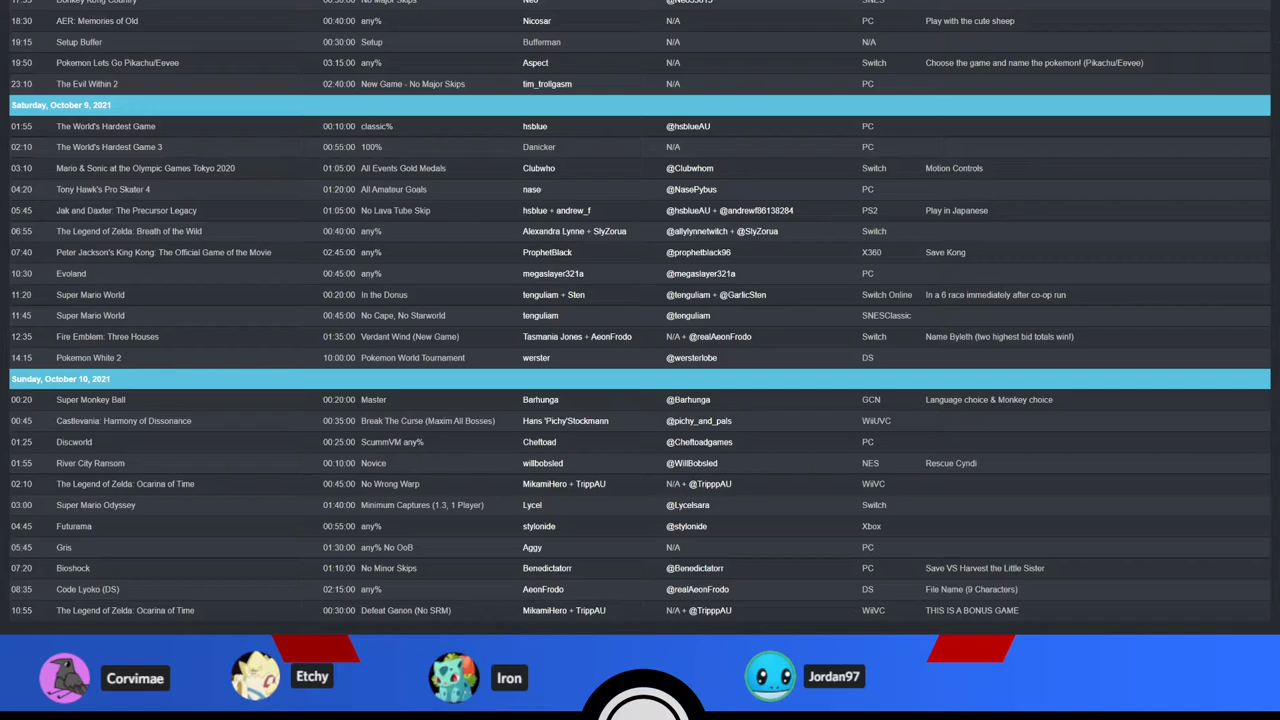 18:30 AER: Memories of Old 00:40:00 any% Nicosar N/A PC Play with the cute sheep
19:15 Setup Buffer 00:30:00 Setup Bufferman N/A N/A
19:50 Pokemon Lets Go Pikachu/Eevee 03:15:00 any% Aspect N/A Switch Choose the game and name the pokemon! (Pikachu/Eevee)
23:10 The Evil Within 2 02:40:00 New Game - No Major Skips tim_trollgasm N/A PC
Saturday, October 9, 2021
01:55 The World's Hardest Game 00:10:00 classic% hsblue @hsblueAU PC
02:10 The World's Hardest Game 3 00:55:00 100% Danicker N/A PC
03:10 Mario & Sonic at the Olympic Games Tokyo 2020 01:05:00 All Events Gold Medals Clubwho @Clubwhom Switch Motion Controls
04:20 Tony Hawk's Pro Skater 4 01:20:00 All Amateur Goals nase @NasePybus PC
05:45 Jak and Daxter: The Precursor Legacy 01:05:00 No Lava Tube Skip hsblue + andrew_f @hsblueAU + @andrewf86138284 PS2 Play in Japanese
06:55 The Legend of Zelda: Breath of the Wild 00:40:00 any% Alexandra Lynne + SlyZorua @allylynnetwitch + @SlyZorua Switch
07:40 Peter Jackson's King Kong: The Official Game of the Movie 02:45:00 any% ProphetBlack @prophetblack96 X360 Save Kong
10:30 Evoland 00:45:00 any% megaslayer321a @megaslayer321a PC
11:20 Super Mario World 00:20:00 In the Donus tenguliam + Sten @tenguliam + @GarlicSten Switch Online In a 6 race immediately after co-op run
11:45 Super Mario World 00:45:00 No Cape, No Starworld tenguliam @tenguliam SNESClassic
12:35 Fire Emblem: Three Houses 01:35:00 Verdant Wind (New Game) Tasmania Jones + AeonFrodo N/A + @realAeonFrodo Switch Name Byleth (two highest bid totals win!)
14:15 Pokemon White 2 10:00:00 Pokemon World Tournament werster @wersterlobe DS
Sunday, October 10, 2021
00:20 Super Monkey Ball 00:20:00 Master Barhunga @Barhunga GCN Language choice & Monkey choice
00:45 Castlevania: Harmony of Dissonance 00:35:00 Break The Curse (Maxim All Bosses) Hans 'Pichy'Stockmann @pichy_and_pals WiiUVC
01:25 Discworld 00:25:00 ScummVM any% Cheftoad @Cheftoadgames PC
01:55 River City Ransom 00:10:00 Novice willbobsled @WillBobsled NES Rescue Cyndi
02:10 The Legend of Zelda: Ocarina of Time 00:45:00 No Wrong Warp MikamiHero + TrippAU N/A + @TripppAU WiiVC
03:00 Super Mario Odyssey 01:40:00 Minimum Captures (1.3, 1 Player) Lycel @Lycelsara Switch
04:45 Futurama 00:55:00 any% stylonide @stylonide Xbox
05:45 Gris 01:30:00 any% No OoB Aggy N/A PC
07:20 Bioshock 01:10:00 No Minor Skips Benedictatorr @Benedictatorr PC Save VS Harvest the Little Sister
08:35 Code Lyoko (DS) 02:15:00 any% AeonFrodo @realAeonFrodo DS File Name (9 Characters)
10:55 The Legend of Zelda: Ocarina of Time 00:30:00 Defeat Ganon (No SRM) MikamiHero + TrippAU N/A + @TripppAU WiiVC THIS IS A BONUS GAME
Corvimae Etchy Iron Jordan97